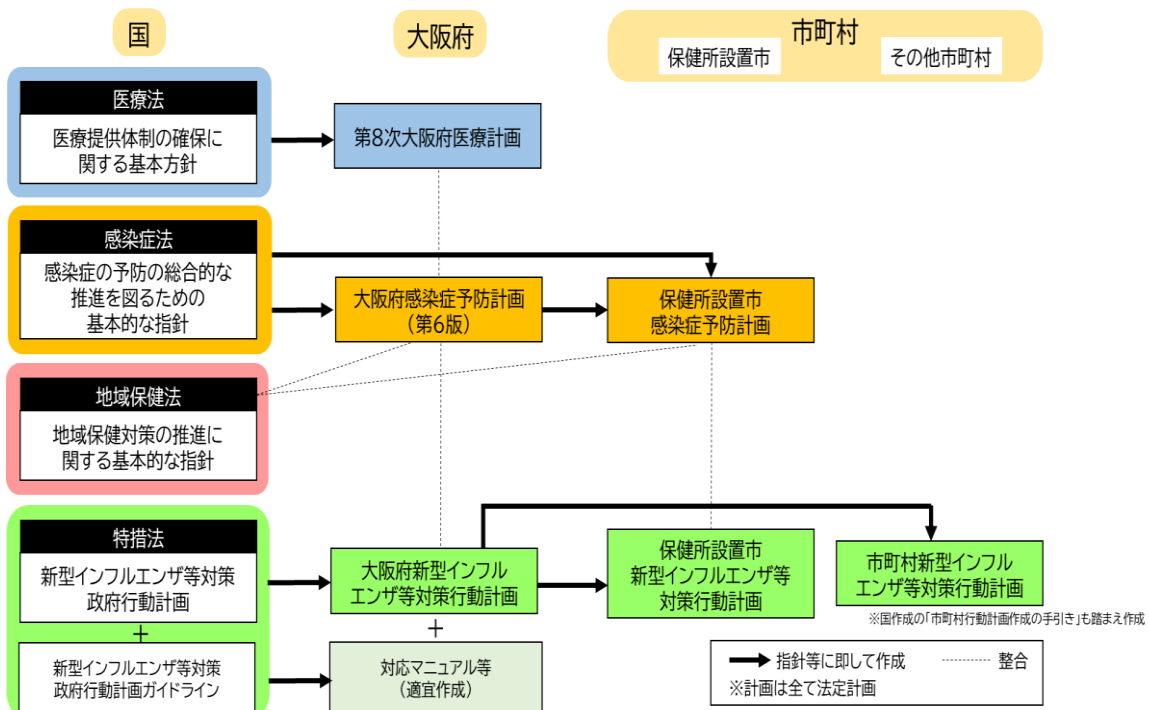 国
大阪府
市町村
保健所設置市
その他市町村
医療法
医療提供体制の確保に
関する基本方針
第8次大阪府医療計画
感染症法
感染症の予防の総合的な
推進を図るための
基本的な指針
大阪府感染症予防計画
(第6版)
保健所設置市
感染症予防計画
地域保健法
地域保健対策の推進に
関する基本的な指針
特措法
新型インフルエンザ等対策
政府行動計画
+
新型インフルエンザ等対策
政府行動計画ガイドライン
大阪府新型インフル
エンザ等対策行動計画
+
対応マニュアル等
(適宜作成)
保健所設置市
新型インフルエンザ等
対策行動計画
市町村新型インフル
エンザ等対策行動計画
※国作成の「市町村行動計画作成の手引き」も踏まえ作成
指針等に即して作成
整合
※計画は全て法定計画